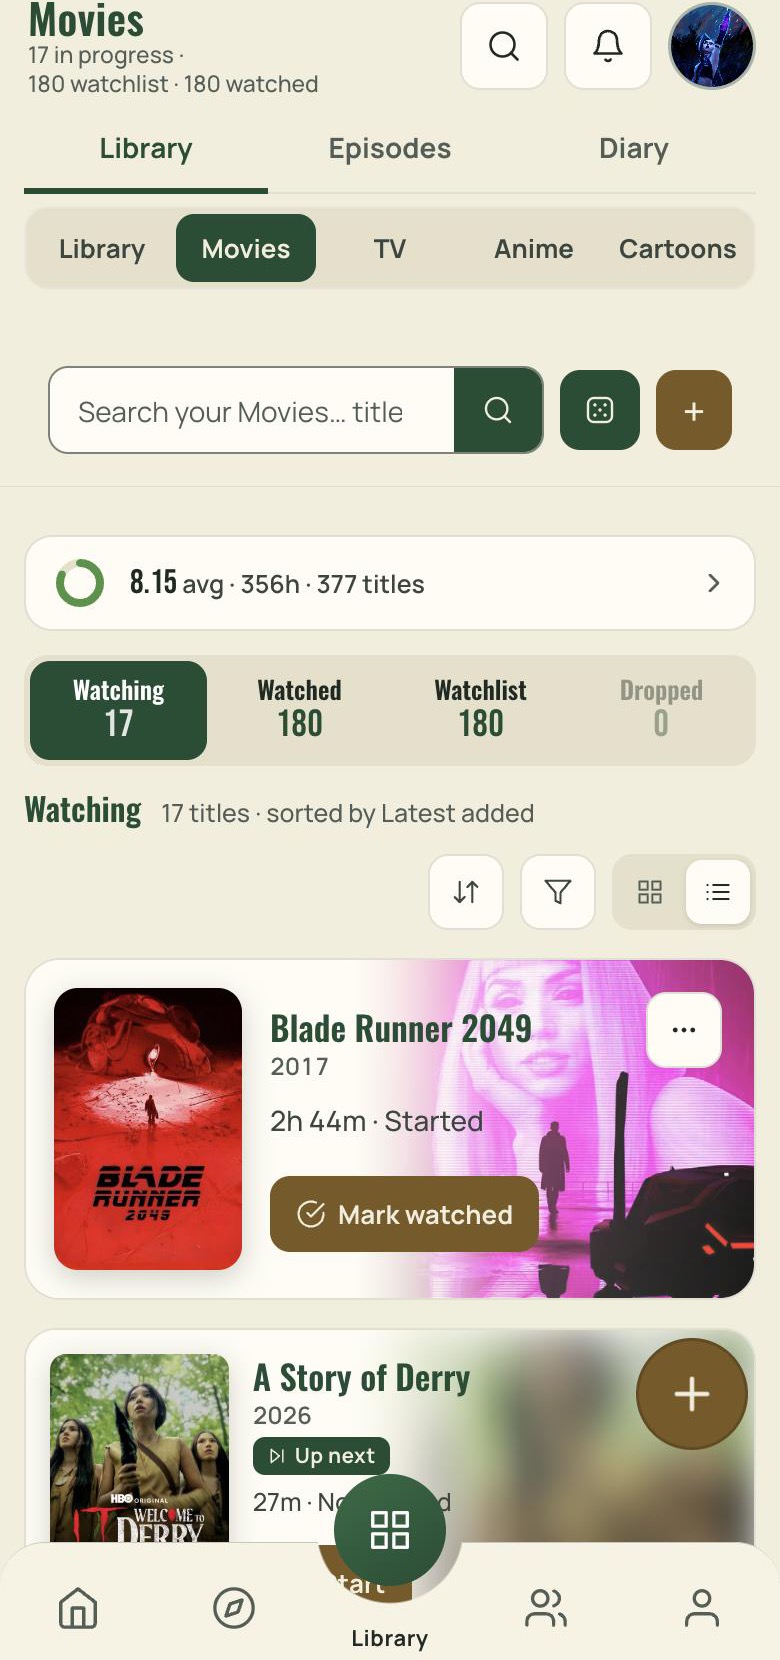 Movies
17 in progress ·
180 watchlist · 180 watched
Library
Episodes
Diary
Library
Movies
TV
Anime
Cartoons
Search your Movies... title
8.15 avg · 356h · 377 titles
Watching
17
Watched
180
Watchlist
180
Dropped
0
Watching 17 titles · sorted by Latest added
Blade Runner 2049
2017
2h 44m · Started
Mark watched
BLADE
RUNNER
2049
A Story of Derry
2026
Up next
27m ·
HBO ORIGINAL
IT WELCOME TO
DERRY
Library